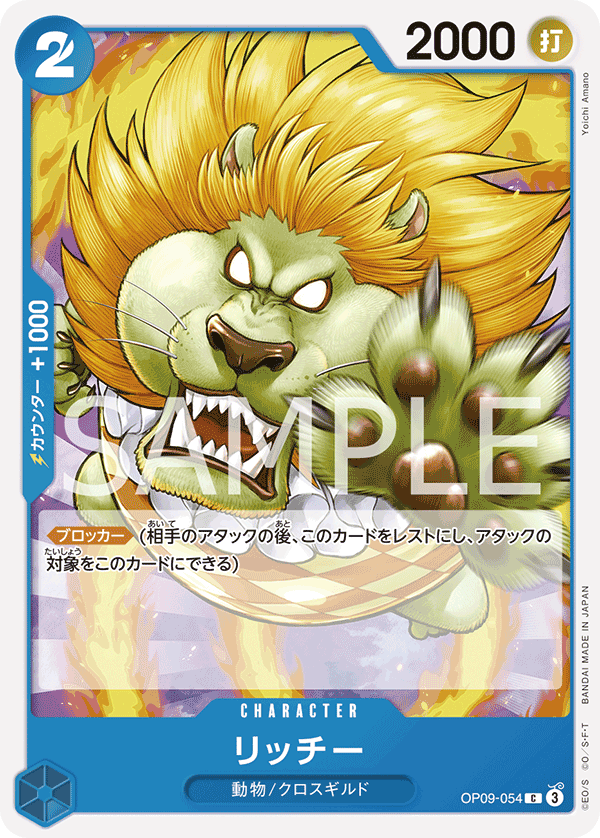 2
2000
打
Yoichi Amano
カウンター +1000
SAMPLE
ブロッカー (相手のアタックの後、このカードをレストにし、アタックの
対象をこのカードにできる)
あいて
あと
たいしょう
CHARACTER
リッチー
動物/クロスギルド
OP09-054 C 3
©EO/S ©O/S・F・T BANDAI MADE IN JAPAN